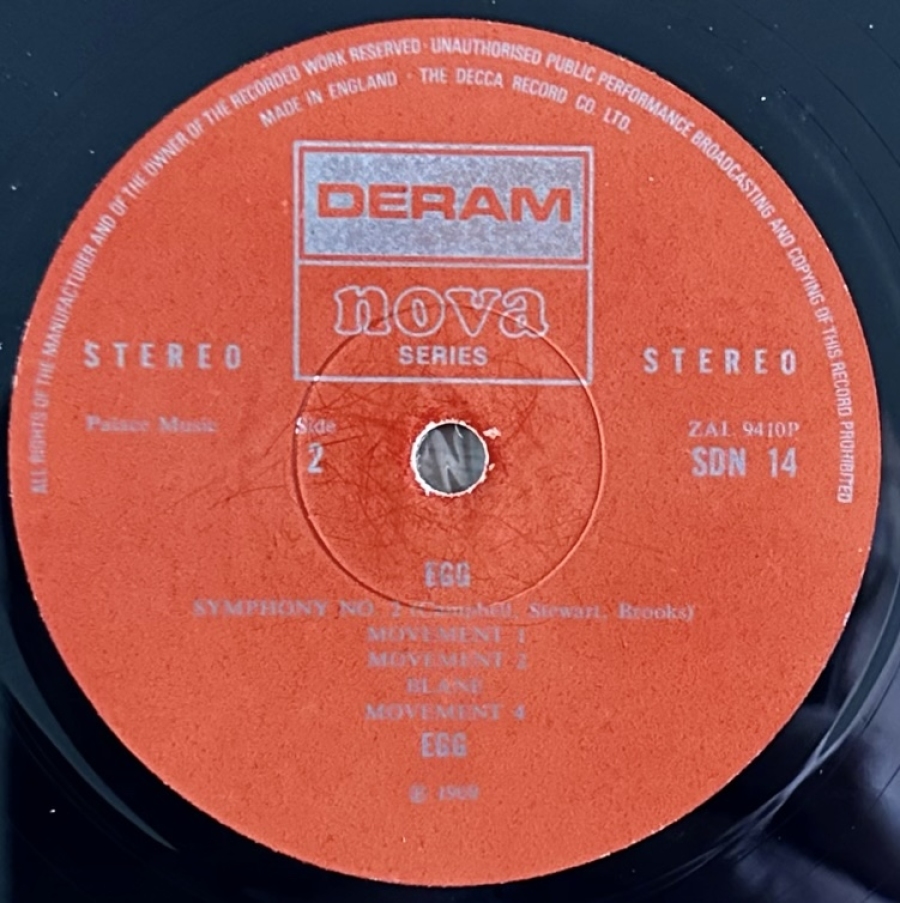 ALL RIGHTS OF THE MANUFACTURER AND OF THE OWNER OF THE RECORDED WORK RESERVED · UNAUTHORISED PUBLIC PERFORMANCE BROADCASTING AND COPYING OF THIS RECORD PROHIBITED
MADE IN ENGLAND · THE DECCA RECORD CO. LTD.
DERAM
nova
SERIES
STEREO STEREO
Palace Music Side ZAL 9410P
2 SDN 14
EGG
SYMPHONY NO. 2 (Campbell, Stewart, Brooks)
MOVEMENT 1
MOVEMENT 2
BLANE
MOVEMENT 4
EGG
℗ 1969